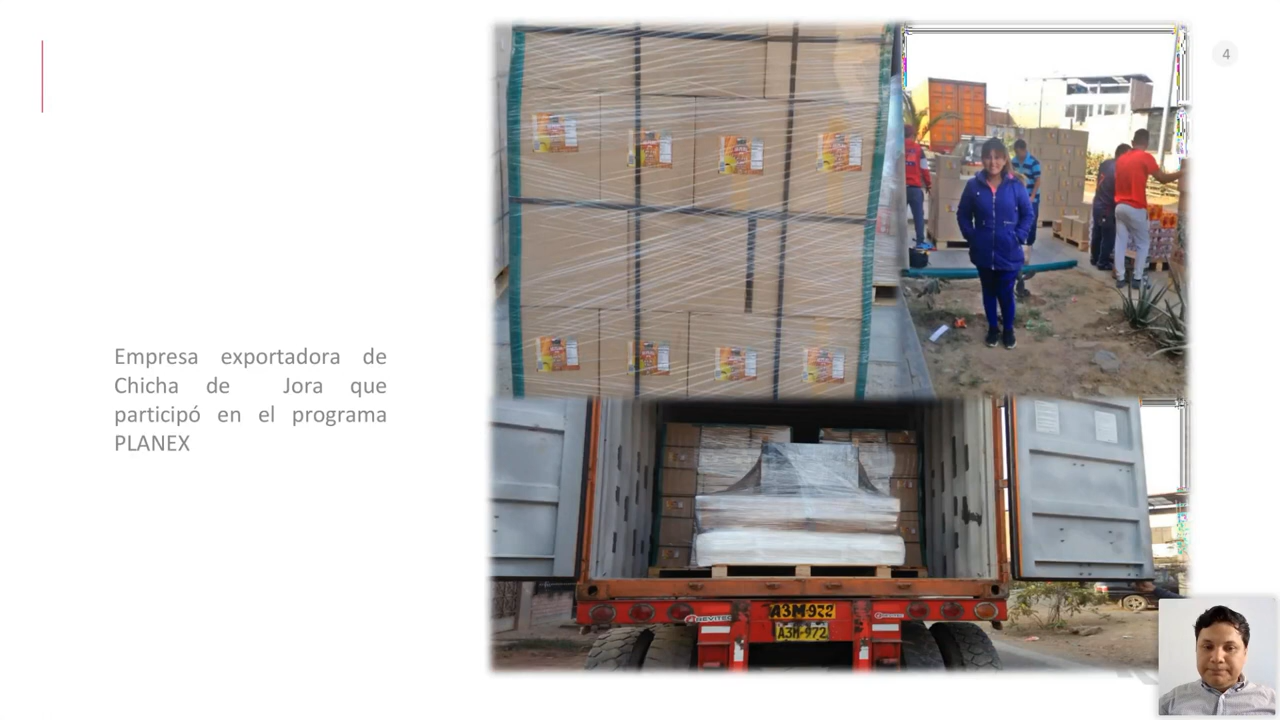 4
Empresa exportadora de
Chicha de Jora que
participó en el programa
PLANEX
A3M-972
A3M-972